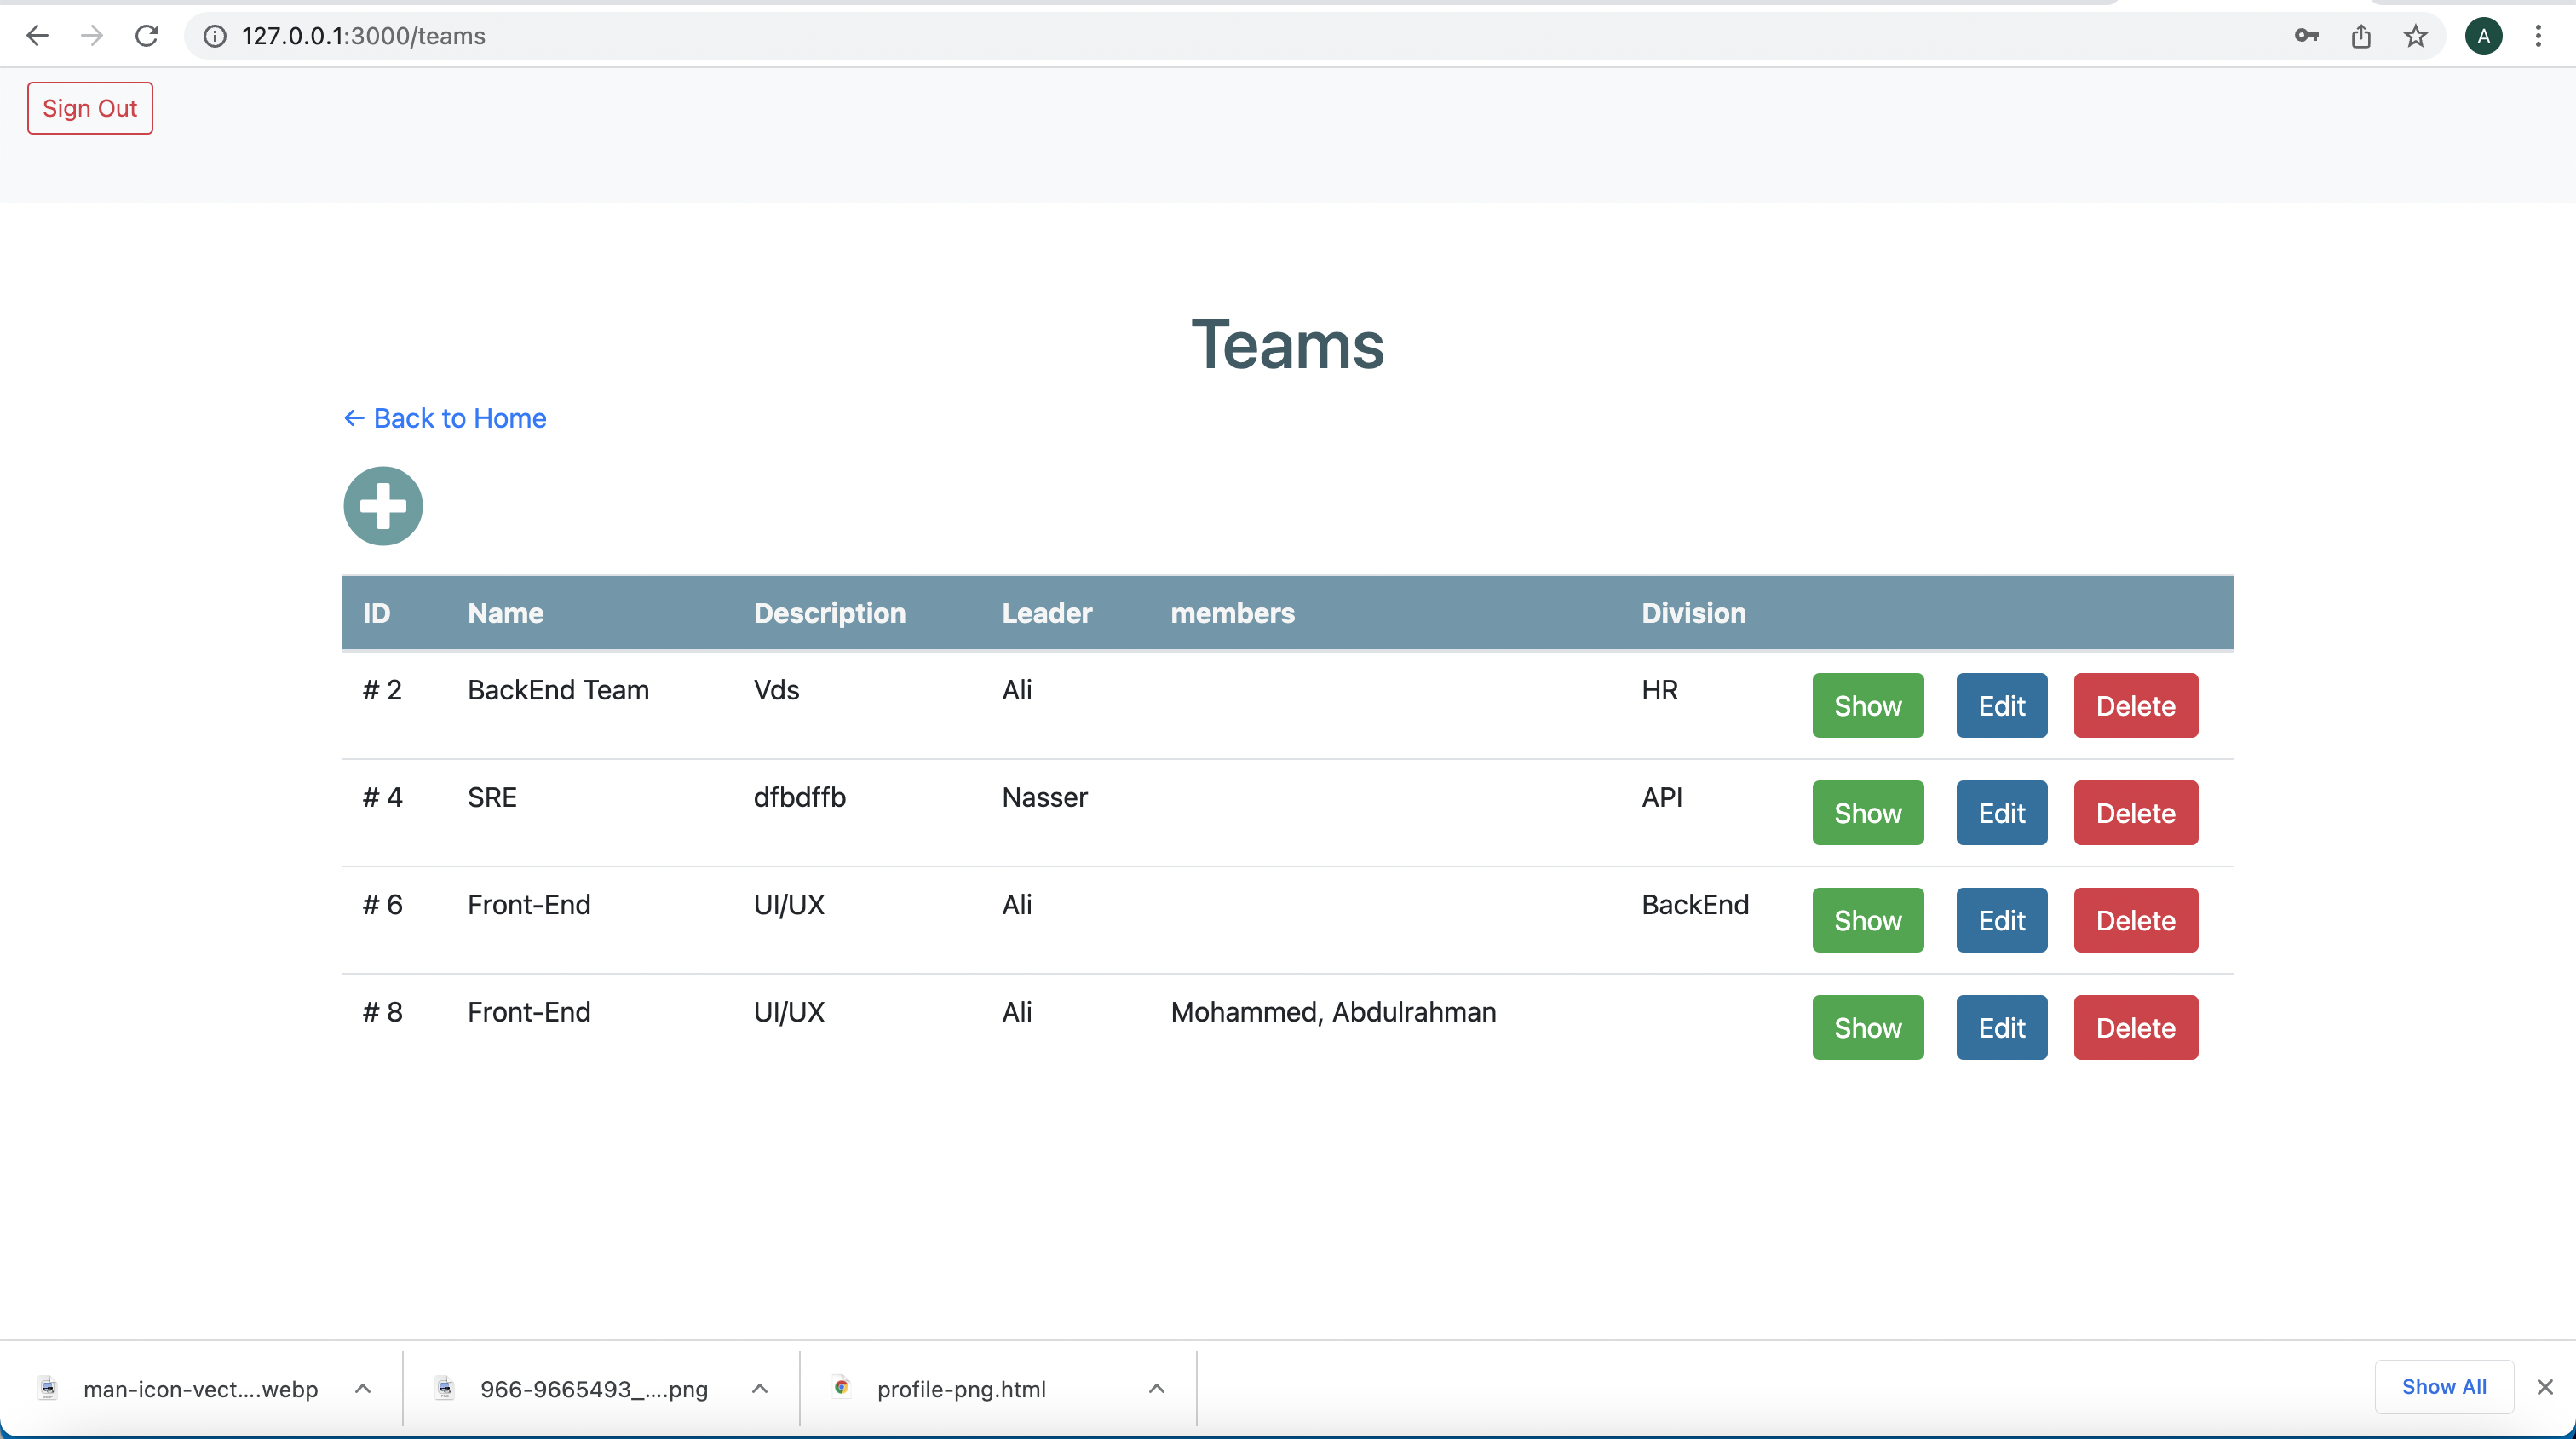 127.0.0.1:3000/teams
A
Sign Out
Teams
← Back to Home
ID Name Description Leader members Division
# 2 BackEnd Team Vds Ali HR Show Edit Delete
# 4 SRE dfbdffb Nasser API Show Edit Delete
# 6 Front-End UI/UX Ali BackEnd Show Edit Delete
# 8 Front-End UI/UX Ali Mohammed, Abdulrahman Show Edit Delete
man-icon-vect....webp 966-9665493_....png profile-png.html Show All